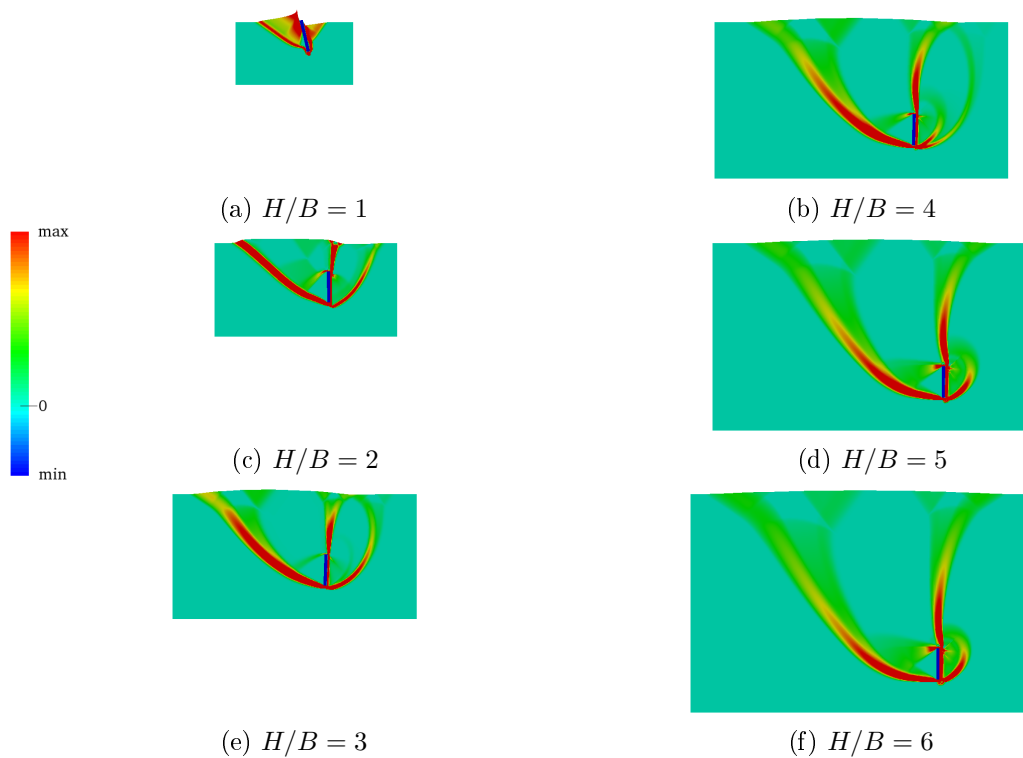 (a) H/B = 1
(b) H/B = 4
max
0
min
(c) H/B = 2
(d) H/B = 5
(e) H/B = 3
(f) H/B = 6